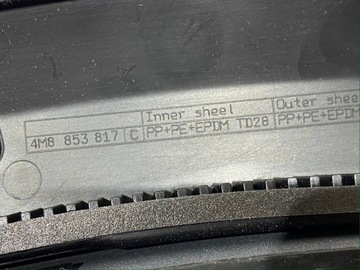 Inner sheel Outer shee
4M8 853 817 C PP+PE+EPDM TD28 PP+PE+EPDM